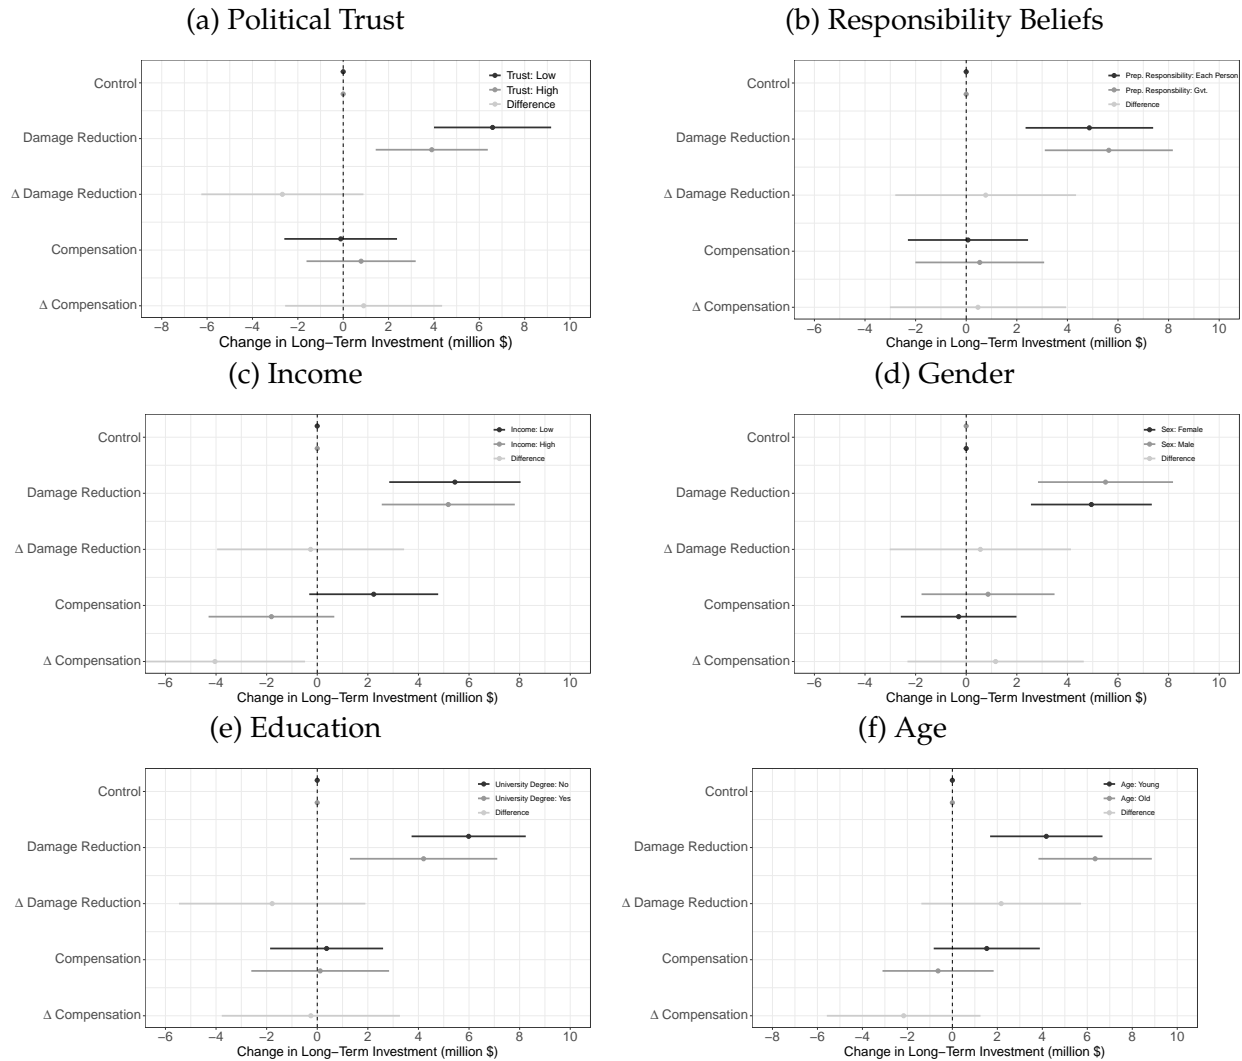 (a) Political Trust
Control
Damage Reduction
Δ Damage Reduction
Compensation
Δ Compensation
Trust: Low
Trust: High
Difference
−8 −6 −4 −2 0 2 4 6 8 10
Change in Long−Term Investment (million $)
(b) Responsibility Beliefs
Control
Damage Reduction
Δ Damage Reduction
Compensation
Δ Compensation
Prep. Responsibility: Each Person
Prep. Responsbility: Gvt.
Difference
−6 −4 −2 0 2 4 6 8 10
Change in Long−Term Investment (million $)
(c) Income
Control
Damage Reduction
Δ Damage Reduction
Compensation
Δ Compensation
Income: Low
Income: High
Difference
−6 −4 −2 0 2 4 6 8 10
Change in Long−Term Investment (million $)
(d) Gender
Control
Damage Reduction
Δ Damage Reduction
Compensation
Δ Compensation
Sex: Female
Sex: Male
Difference
−6 −4 −2 0 2 4 6 8 10
Change in Long−Term Investment (million $)
(e) Education
Control
Damage Reduction
Δ Damage Reduction
Compensation
Δ Compensation
University Degree: No
University Degree: Yes
Difference
−6 −4 −2 0 2 4 6 8 10
Change in Long−Term Investment (million $)
(f) Age
Control
Damage Reduction
Δ Damage Reduction
Compensation
Δ Compensation
Age: Young
Age: Old
Difference
−8 −6 −4 −2 0 2 4 6 8 10
Change in Long−Term Investment (million $)